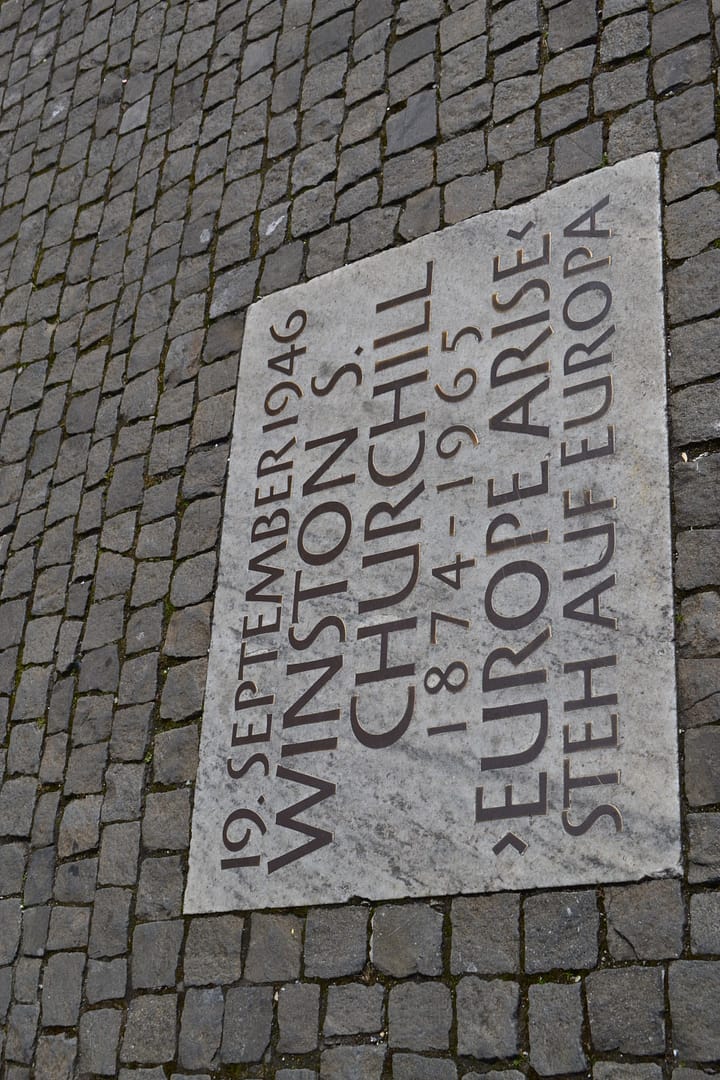 19. SEPTEMBER 1946
WINSTON S.
CHURCHILL
1874-1965
›EUROPE ARISE‹
STEH AUF EUROPA